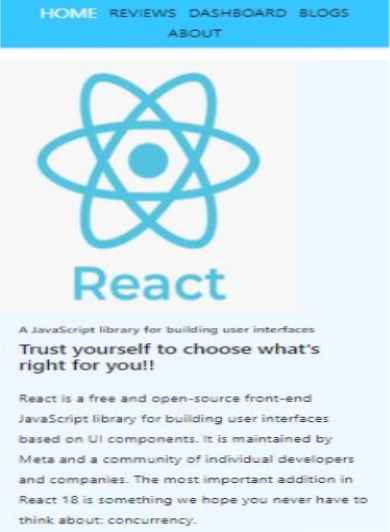 HOME REVIEWS DASHBOARD BLOGS
ABOUT
React
A JavaScript library for building user interfaces
Trust yourself to choose what's
right for you!!
React is a free and open-source front-end
JavaScript library for building user interfaces
based on UI components. It is maintained by
Meta and a community of individual developers
and companies. The most important addition in
React 18 is something we hope you never have to
think about: concurrency.